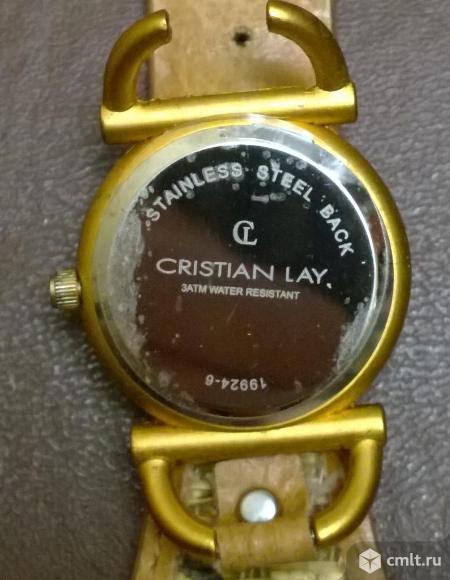 STAINLESS STEEL BACK
CL
CRISTIAN LAY
3ATM WATER RESISTANT
19924-6
cmlt.ru